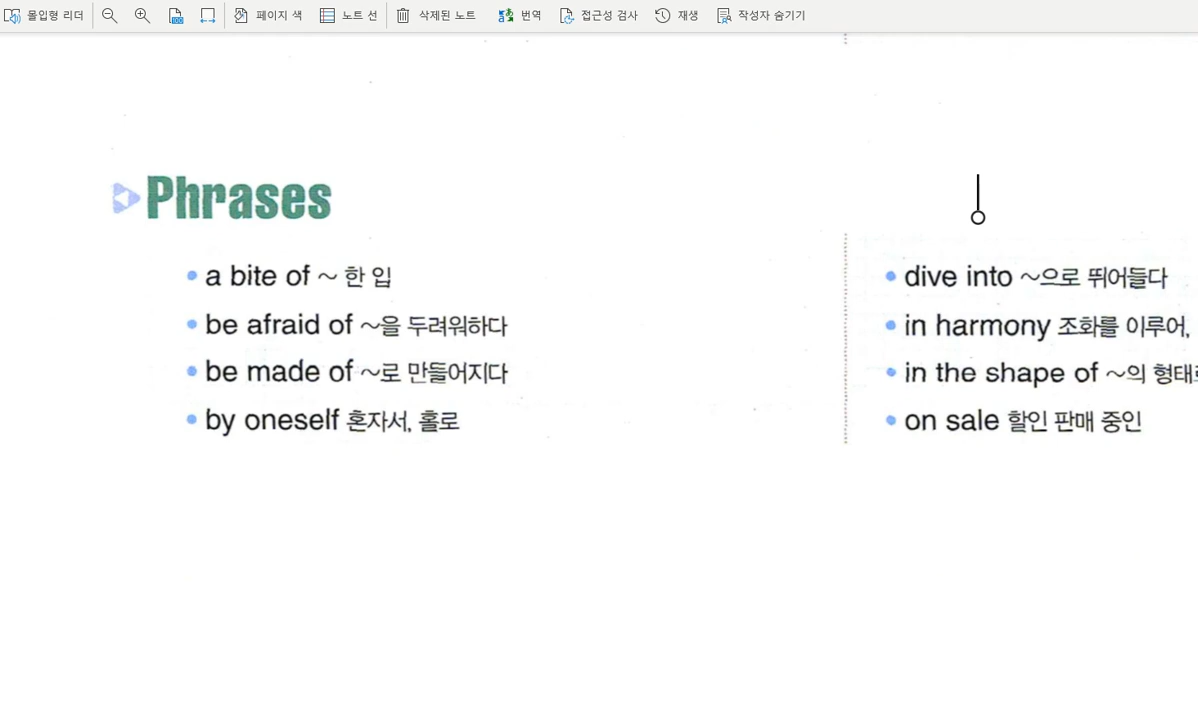 몰입형 리더
100
페이지 색
노트 선
삭제된 노트
번역
접근성 검사
재생
작성자 숨기기
Phrases
a bite of ~ 한 입
be afraid of ~을 두려워하다
be made of ~로 만들어지다
by oneself 혼자서, 홀로
dive into ~으로 뛰어들다
in harmony 조화를 이루어,
in the shape of ~의 형태
on sale 할인 판매 중인